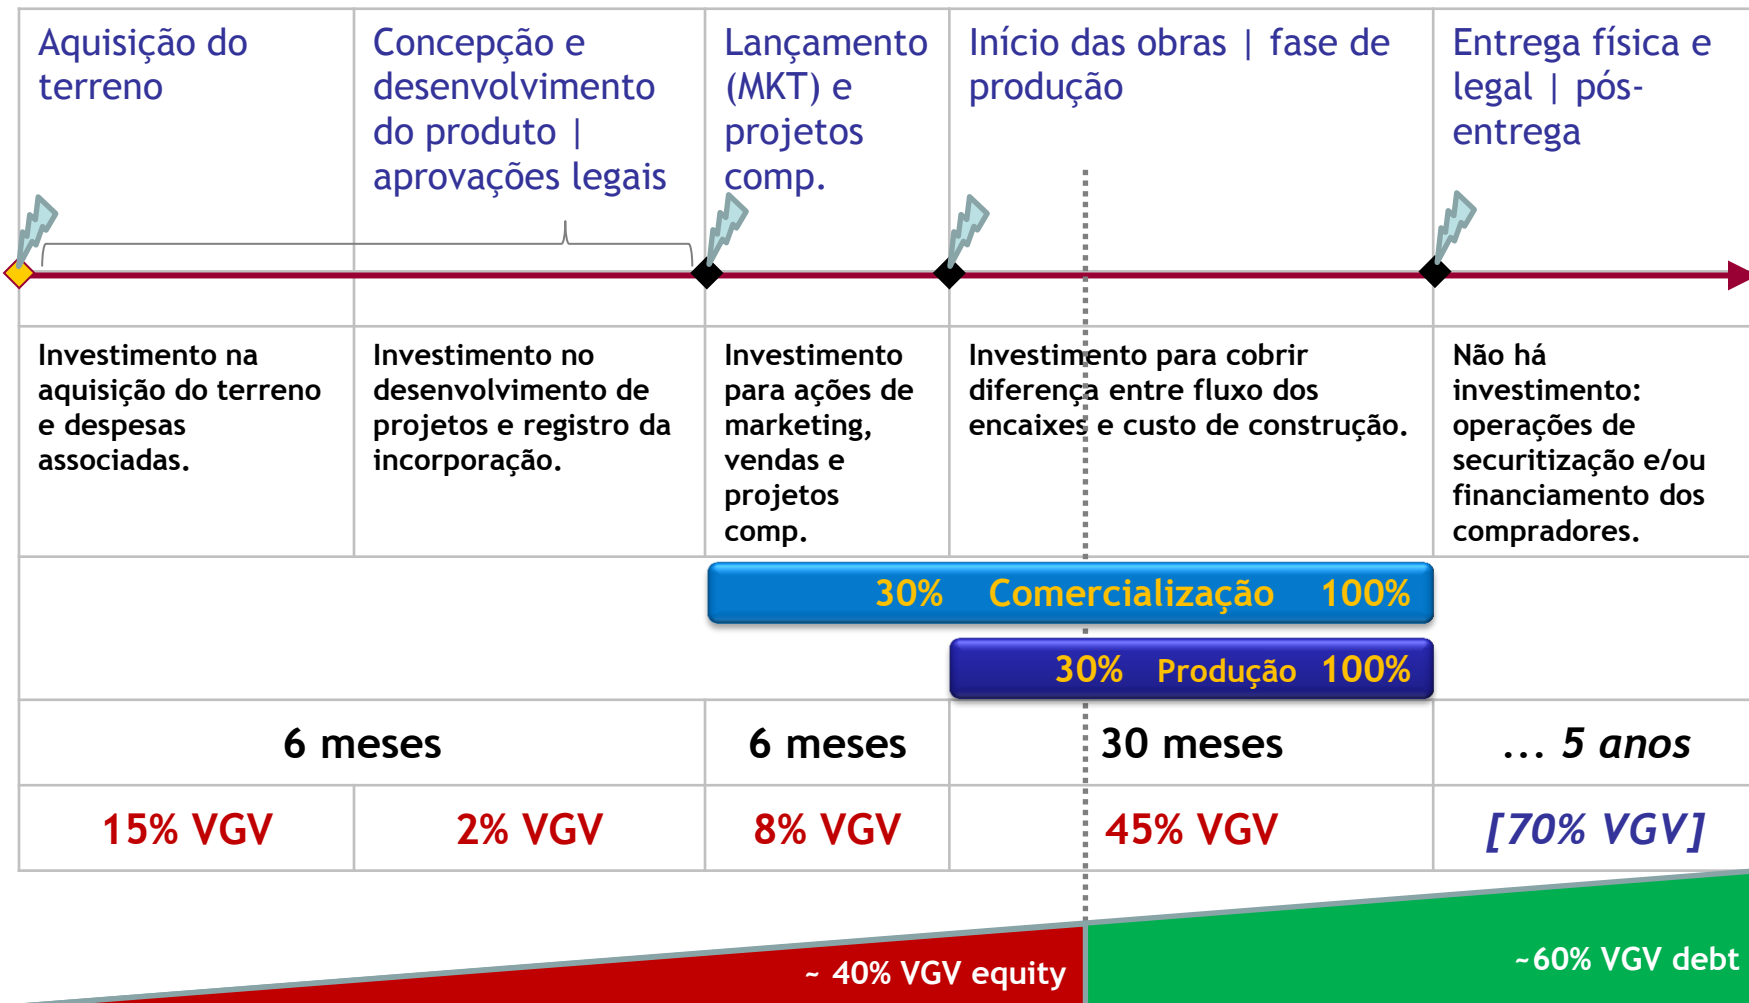 Aquisição do
terreno
Concepção e
desenvolvimento
do produto |
aprovações legais
Lançamento
(MKT) e
projetos
comp.
Início das obras | fase de
produção
Entrega física e
legal | pós-
entrega
Investimento na
aquisição do terreno
e despesas
associadas.
Investimento no
desenvolvimento de
projetos e registro da
incorporação.
Investimento
para ações de
marketing,
vendas e
projetos
comp.
Investimento para cobrir
diferença entre fluxo dos
encaixes e custo de construção.
Não há
investimento:
operações de
securitização e/ou
financiamento dos
compradores.
30% Comercialização 100%
30% Produção 100%
6 meses
6 meses
30 meses
... 5 anos
15% VGV
2% VGV
8% VGV
45% VGV
[70% VGV]
~ 40% VGV equity
~60% VGV debt